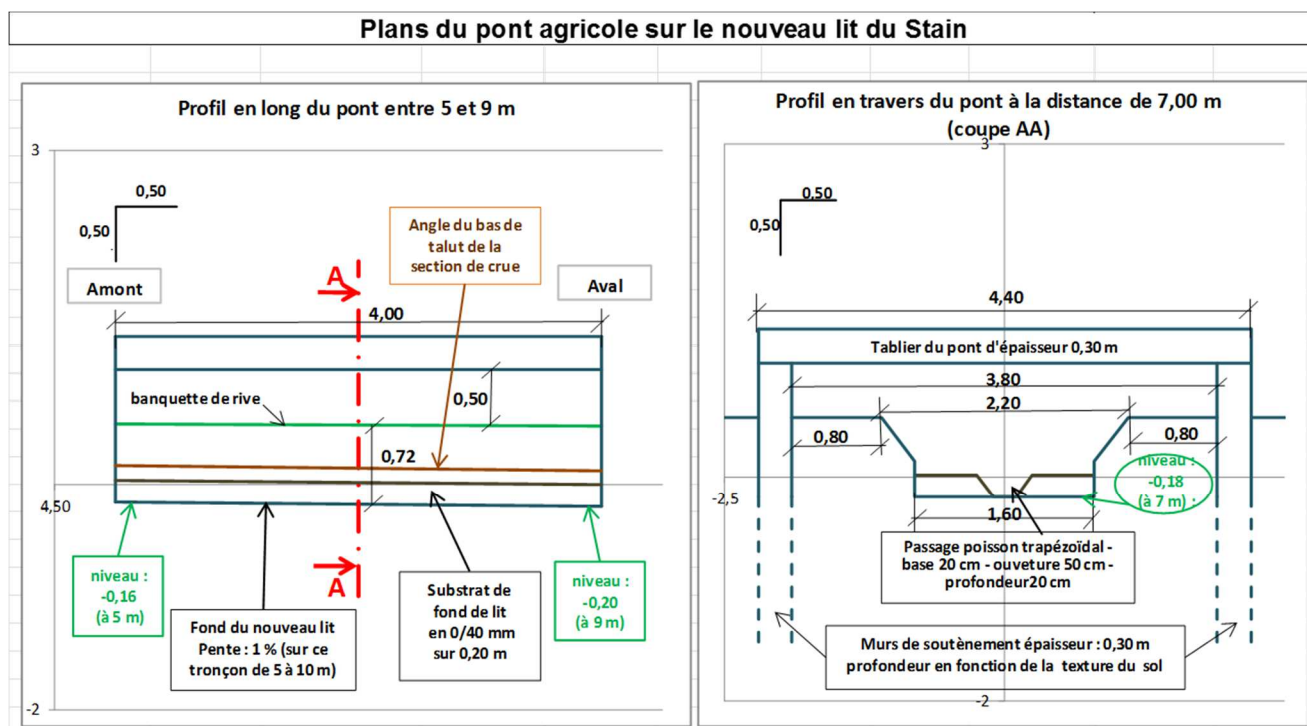 Plans du pont agricole sur le nouveau lit du Stain
Profil en long du pont entre 5 et 9 m
3
0,50
0,50
Amont
Angle du bas de
talut de la
section de crue
A
Aval
4,00
banquette de rive
0,50
0,72
4,50
niveau :
-0,16
(à 5 m)
Fond du nouveau lit
Pente : 1 % (sur ce
tronçon de 5 à 10 m)
A
Substrat de
fond de lit
en 0/40 mm
sur 0,20 m
niveau :
-0,20
(à 9 m)
-2
Profil en travers du pont à la distance de 7,00 m
(coupe AA)
3
0,50
0,50
4,40
Tablier du pont d'épaisseur 0,30 m
3,80
2,20
0,80
0,80
niveau :
-0,18
(à 7 m) :
-2,5
1,60
Passage poisson trapézoïdal -
base 20 cm - ouveture 50 cm -
profondeur 20 cm
Murs de soutènement épaisseur : 0,30 m
profondeur en fonction de la texture du sol
-2